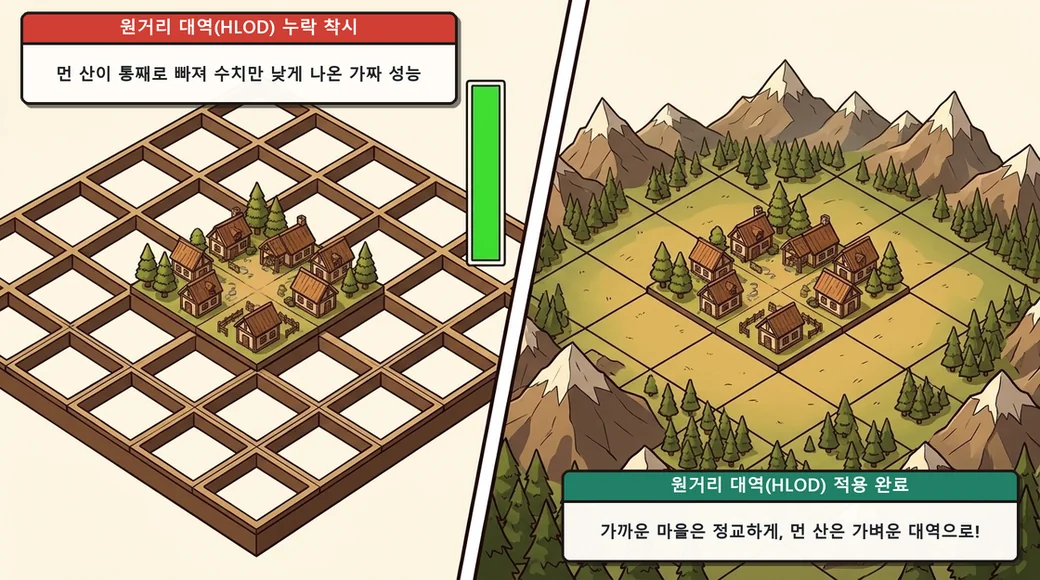 원거리 대역(HLOD) 누락 착시
먼 산이 통째로 빠져 수치만 낮게 나온 가짜 성능
원거리 대역(HLOD) 적용 완료
가까운 마을은 정교하게, 먼 산은 가벼운 대역으로!